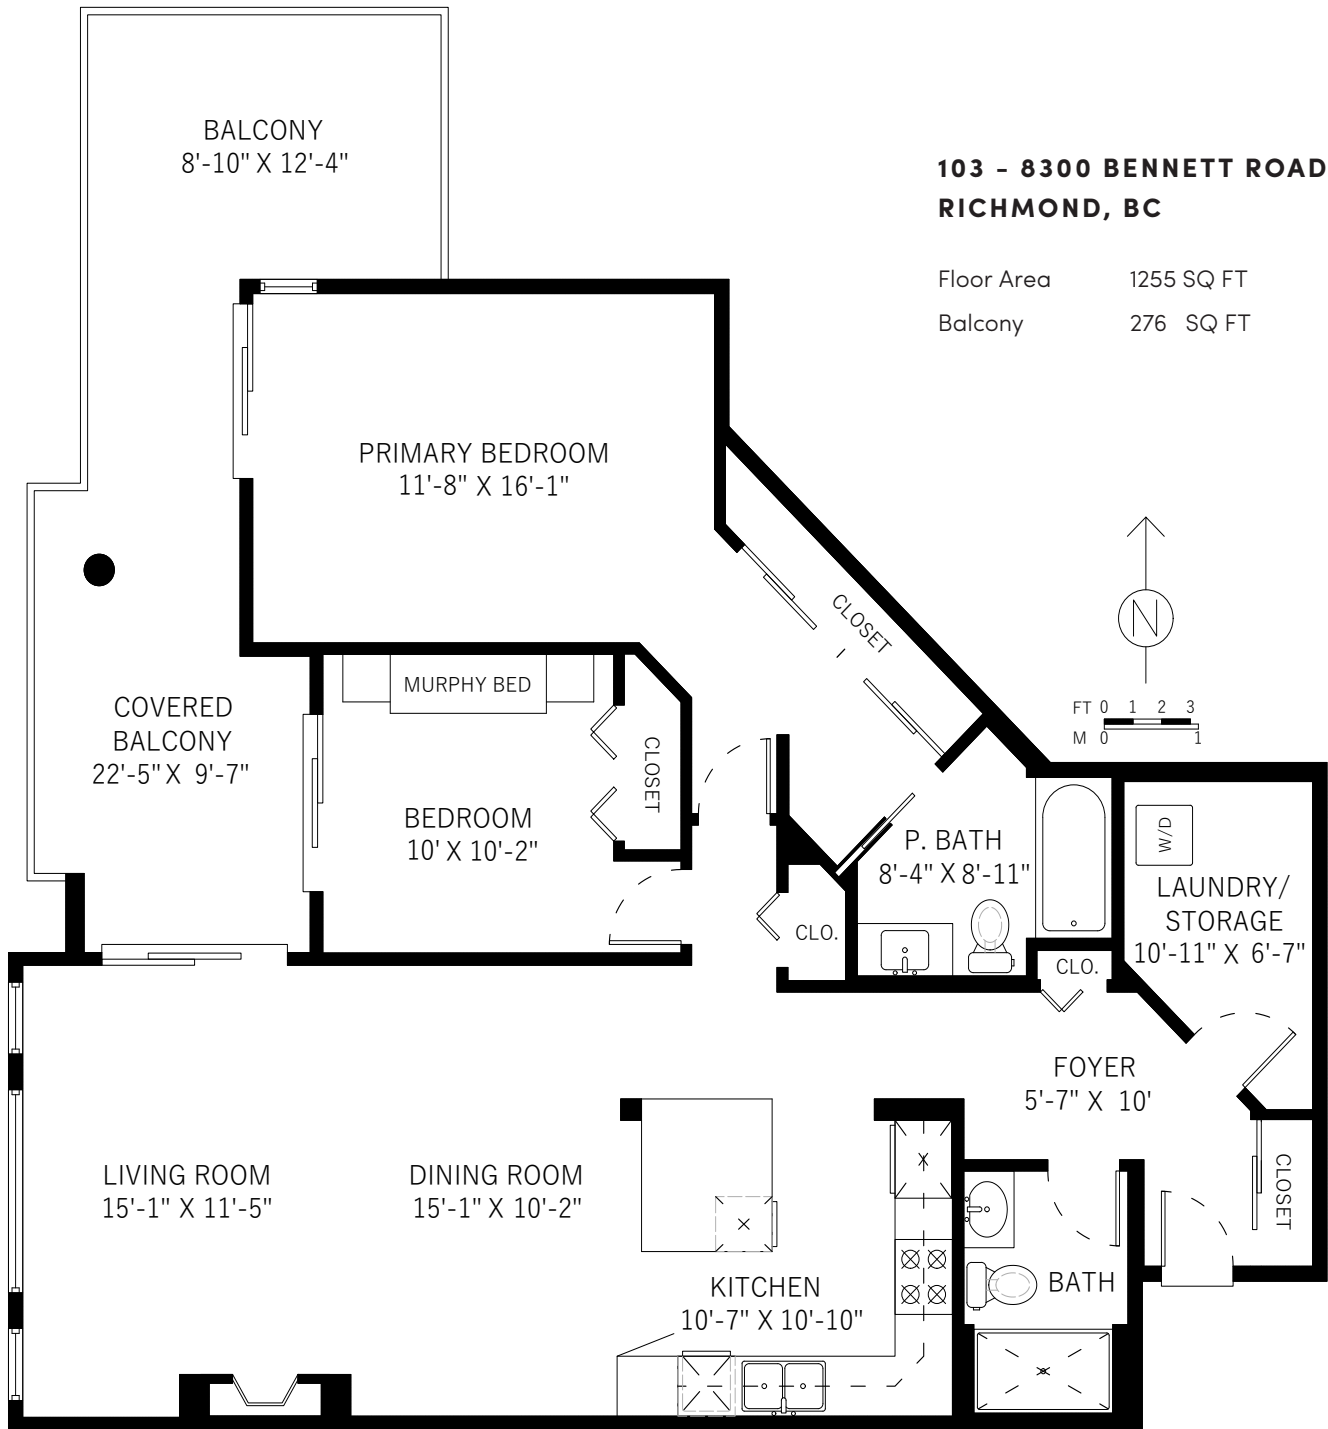 BALCONY
8'-10" X 12'-4"
103 - 8300 BENNETT ROAD
RICHMOND, BC
Floor Area 1255 SQ FT
Balcony 276 SQ FT
PRIMARY BEDROOM
11'-8" X 16'-1"
CLOSET
N
MURPHY BED
COVERED
BALCONY
22'-5" X 9'-7"
FT 0 1 2 3
M 0 1
CLOSET
BEDROOM
10' X 10'-2"
P. BATH
8'-4" X 8'-11"
W/D
LAUNDRY/
STORAGE
10'-11" X 6'-7"
CLO.
CLO.
FOYER
5'-7" X 10'
LIVING ROOM
15'-1" X 11'-5"
DINING ROOM
15'-1" X 10'-2"
CLOSET
KITCHEN
10'-7" X 10'-10"
BATH